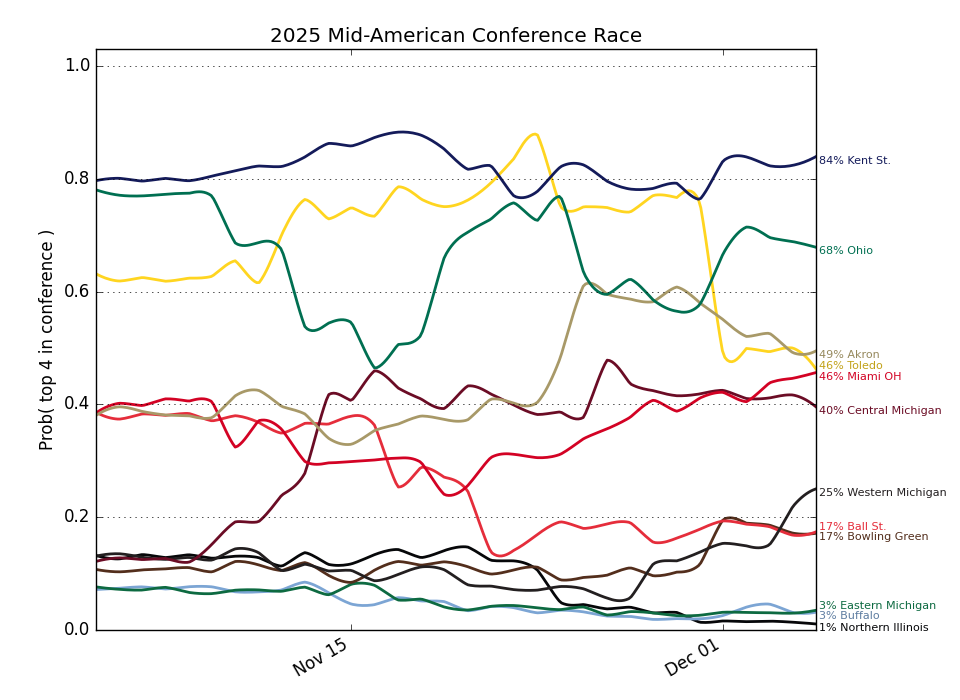 2025 Mid-American Conference Race
Prob( top 4 in conference )
1.0
0.8
0.6
0.4
0.2
0.0
Nov 15
Dec 01
84% Kent St.
68% Ohio
49% Akron
46% Toledo
46% Miami OH
40% Central Michigan
25% Western Michigan
17% Ball St.
17% Bowling Green
3% Eastern Michigan
3% Buffalo
1% Northern Illinois